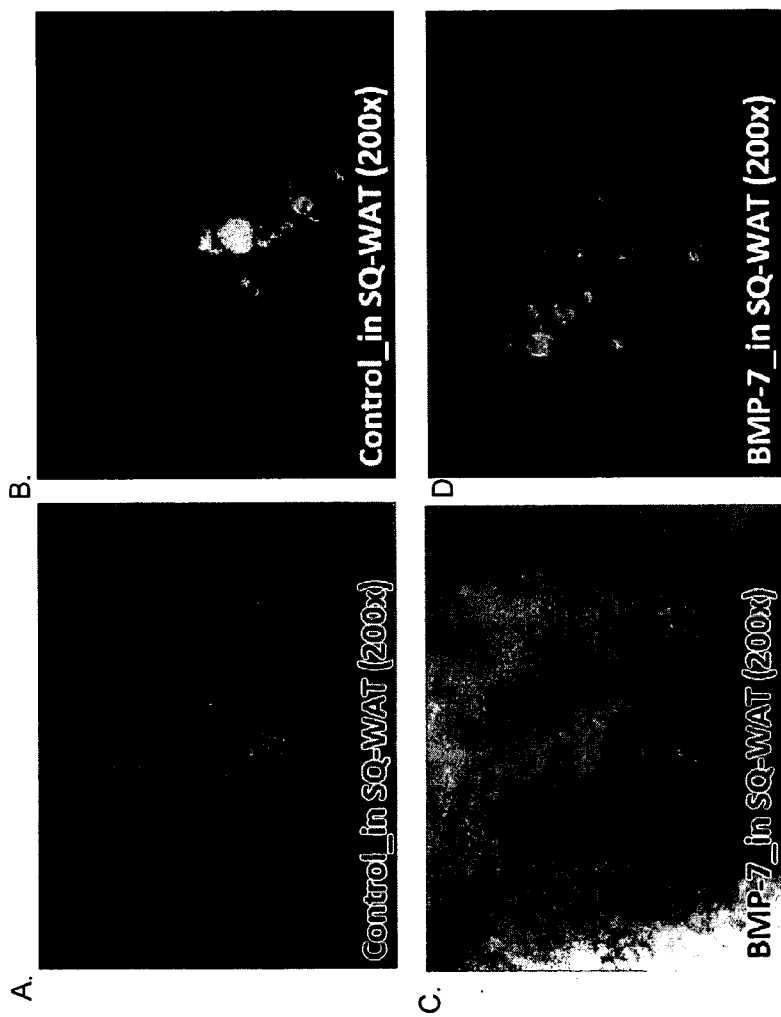 A.
Control_in SQ-WAT (200x)
B.
Control_in SQ-WAT (200x)
C.
BMP-7_in SQ-WAT (200x)
D
BMP-7_in SQ-WAT (200x)